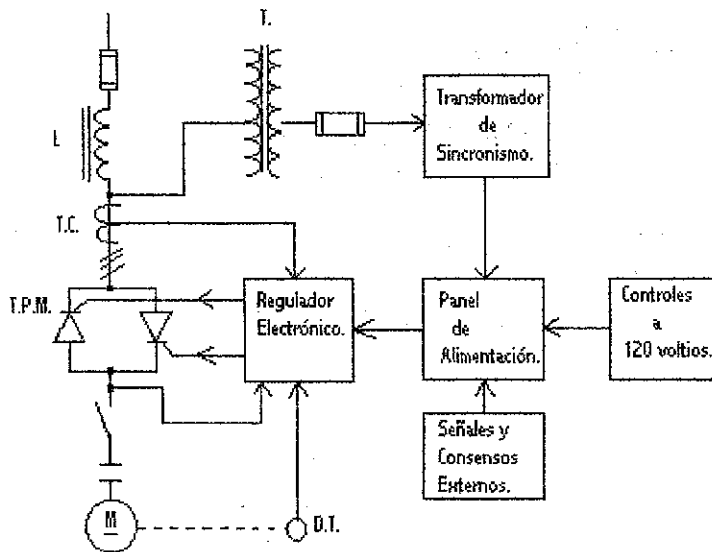 T.
L
Transformador
de
Sincronismo.
T.C.
T.P.M.
Regulador
Electrónico.
Panel
de
Alimentación.
Controles
a
120 voltios.
Señales y
Consensos
Externos.
M
D.T.